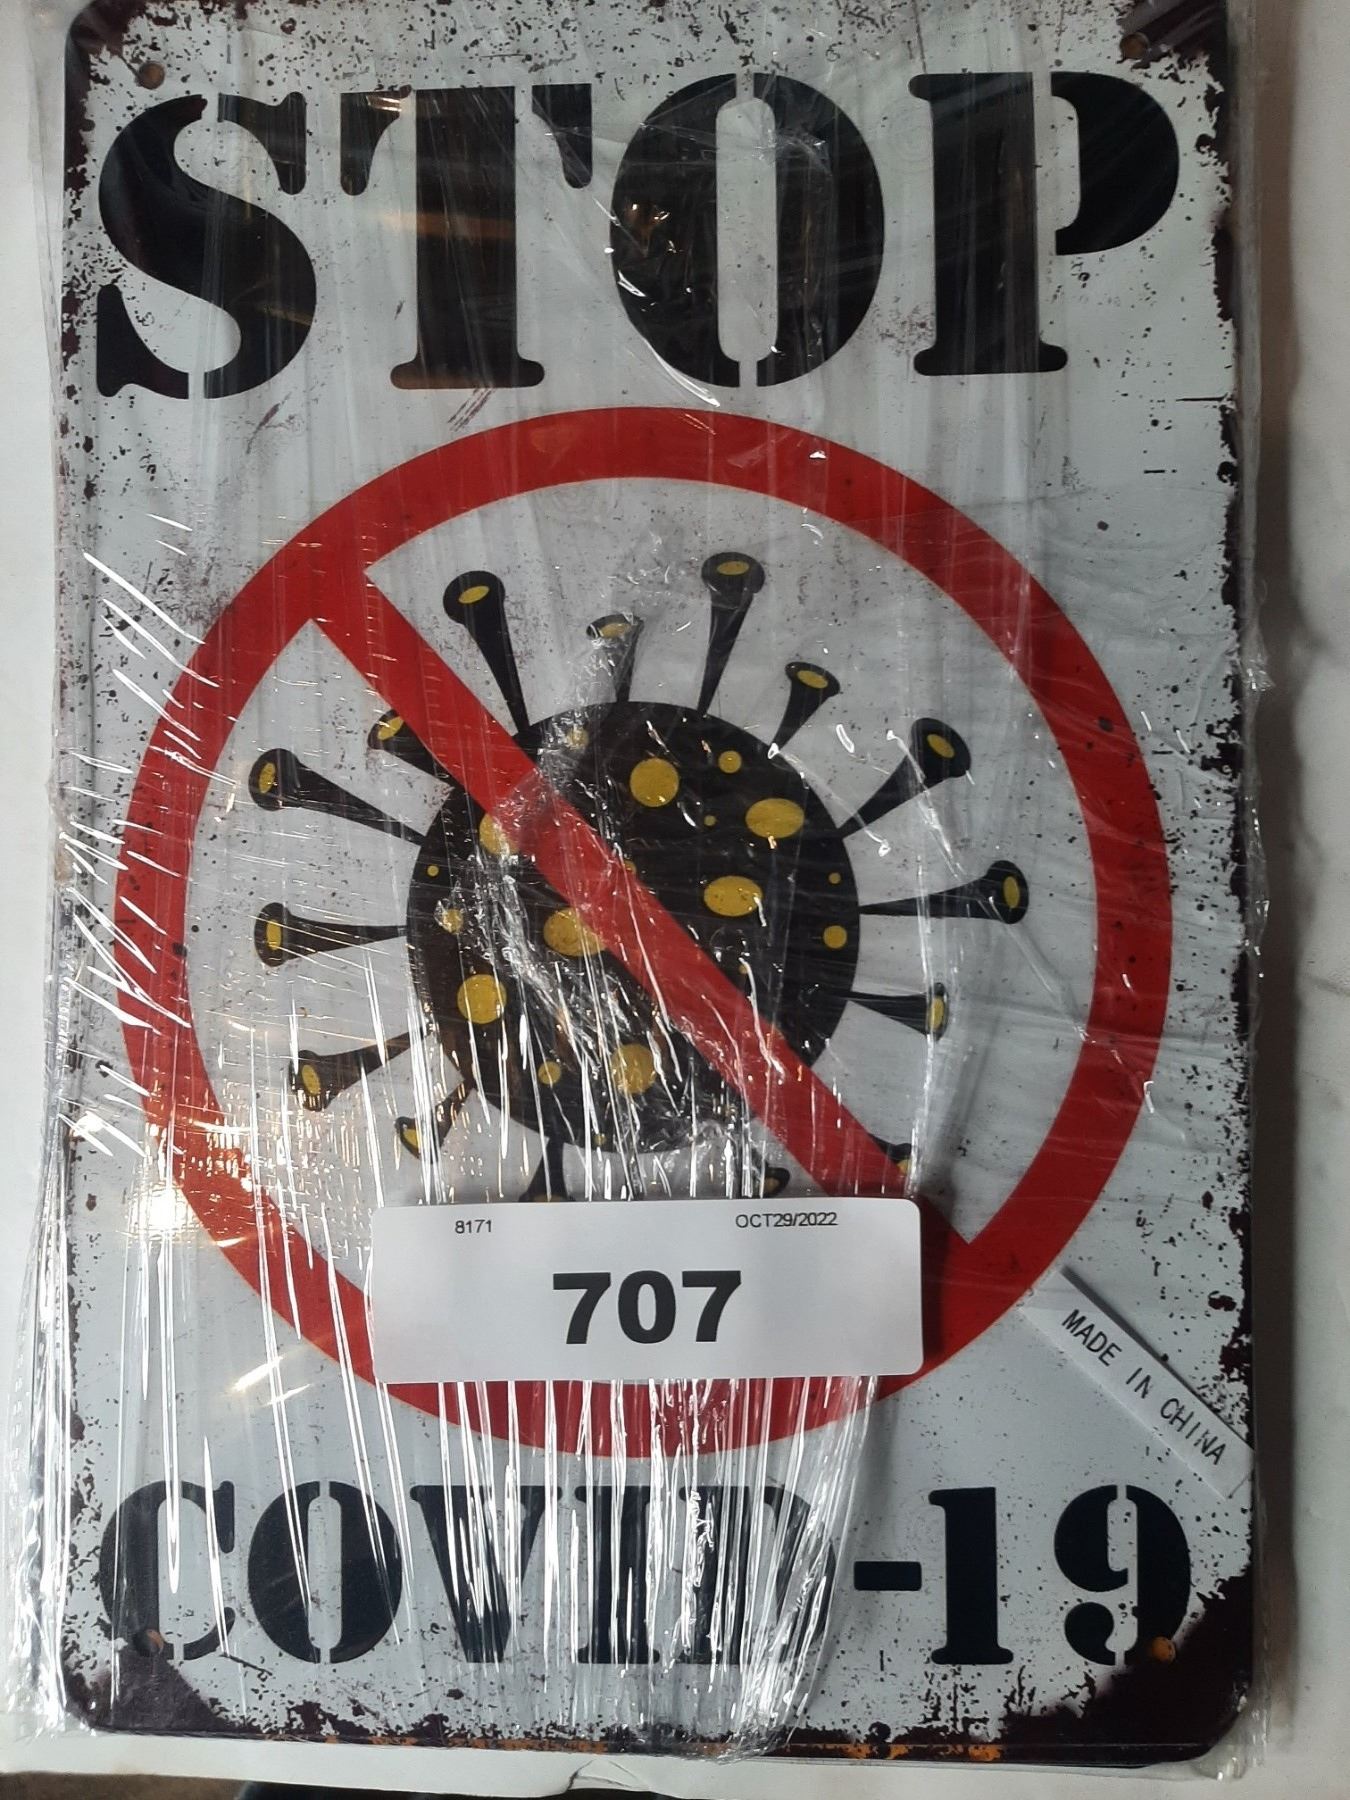 STOP
8171 OCT29/2022
707
MADE IN CHINA
COVID-19